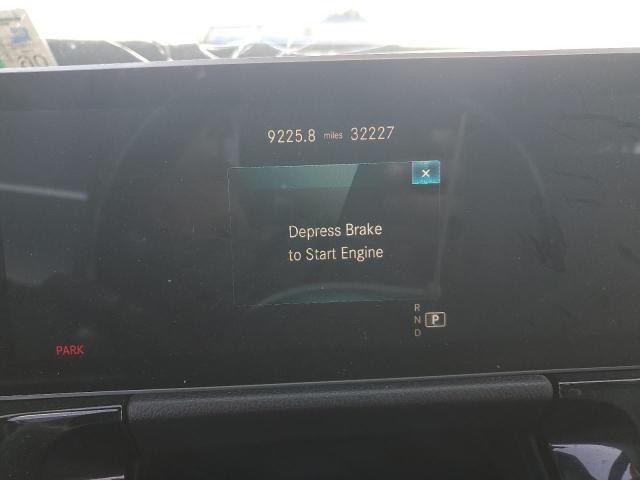 9225.8 miles 32227
x
Depress Brake
to Start Engine
R
N P
D
PARK